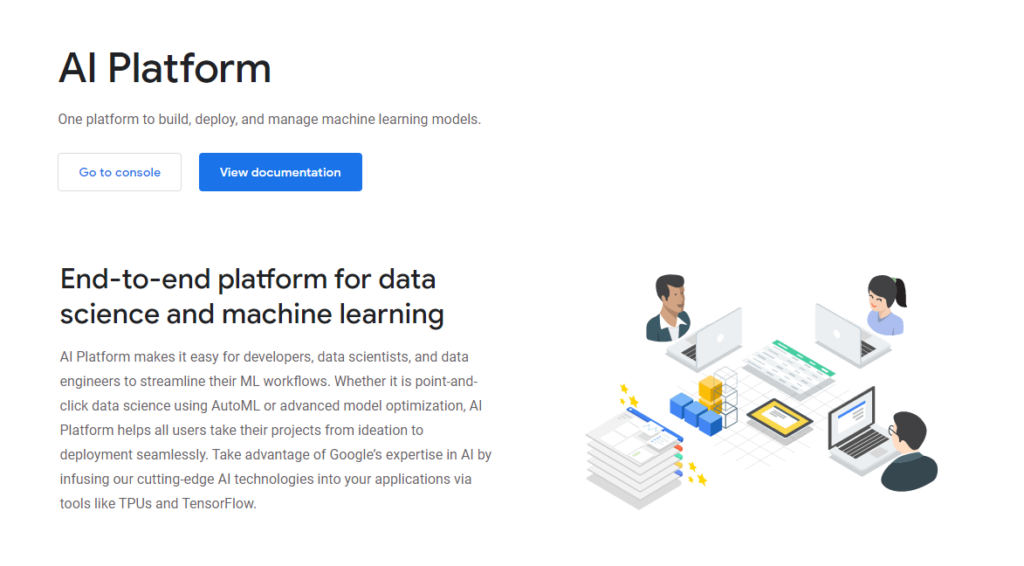 AI Platform
One platform to build, deploy, and manage machine learning models.
Go to console
View documentation
End-to-end platform for data
science and machine learning
AI Platform makes it easy for developers, data scientists, and data
engineers to streamline their ML workflows. Whether it is point-and-
click data science using AutoML or advanced model optimization, AI
Platform helps all users take their projects from ideation to
deployment seamlessly. Take advantage of Google’s expertise in AI by
infusing our cutting-edge AI technologies into your applications via
tools like TPUs and TensorFlow.